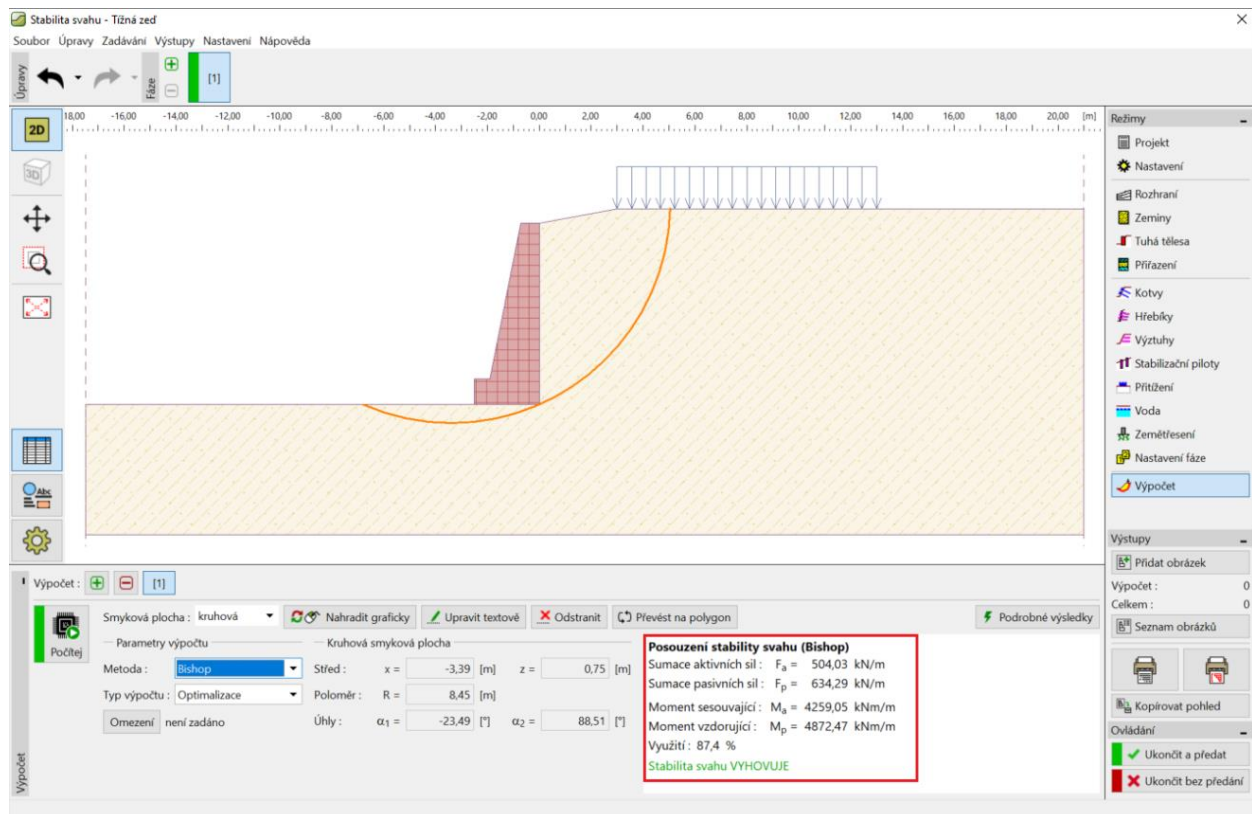 Stabilita svahu - Tížná zeď
Soubor Úpravy Zadávání Výstupy Nastavení Nápověda
Úpravy
Fáze
[1]
2D
3D
18,00 -16,00 -14,00 -12,00 -10,00 -8,00 -6,00 -4,00 -2,00 0,00 2,00 4,00 6,00 8,00 10,00 12,00 14,00 16,00 18,00 20,00 [m]
Abc
Režimy
Projekt
Nastavení
Rozhraní
Zeminy
Tuhá tělesa
Přiřazení
Kotvy
Hřebíky
Výztuhy
Stabilizační piloty
Přitížení
Voda
Zemětřesení
Nastavení fáze
Výpočet
Výstupy
Přidat obrázek
Výpočet : 0
Celkem : 0
Seznam obrázků
Kopírovat pohled
Ovládání
Ukončit a předat
Ukončit bez předání
Výpočet
Výpočet : [1]
Počítej
Smyková plocha : kruhová Nahradit graficky Upravit textově Odstranit Převést na polygon Podrobné výsledky
Parametry výpočtu
Metoda : Bishop
Typ výpočtu : Optimalizace
Omezení není zadáno
Kruhová smyková plocha
Střed : x = -3,39 [m] z = 0,75 [m]
Poloměr : R = 8,45 [m]
Úhly : α1 = -23,49 [°] α2 = 88,51 [°]
Posouzení stability svahu (Bishop)
Sumace aktivních sil : Fa = 504,03 kN/m
Sumace pasivních sil : Fp = 634,29 kN/m
Moment sesouvající : Ma = 4259,05 kNm/m
Moment vzdorující : Mp = 4872,47 kNm/m
Využití : 87,4 %
Stabilita svahu VYHOVUJE